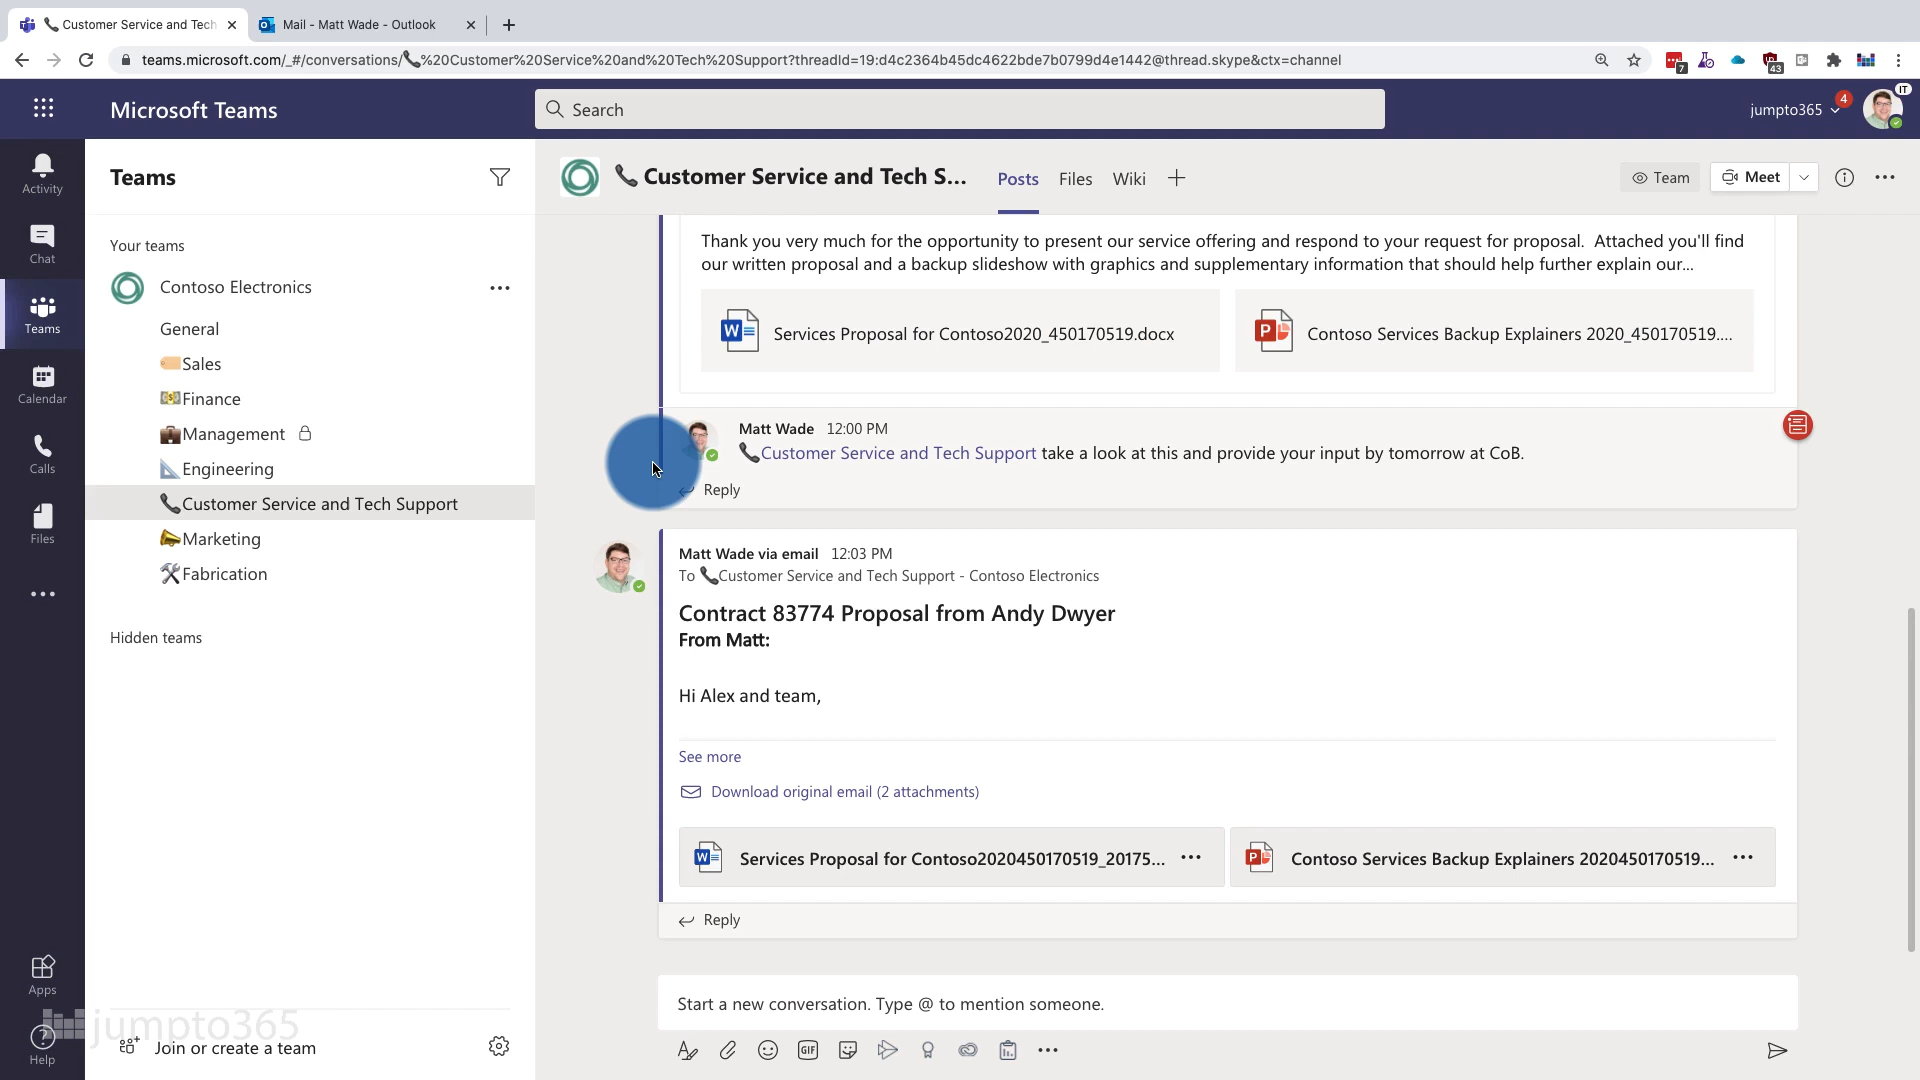 Customer Service and Tech
Mail - Matt Wade - Outlook
teams.microsoft.com/_#/conversations/📞%20Customer%20Service%20and%20Tech%20Support?threadId=19:d4c2364b45dc4622bde7b0799d4e1442@thread.skype&ctx=channel
7
43
Microsoft Teams
Search
jumpto365
4
IT
Activity
Chat
Teams
Calendar
Calls
Files
Apps
Help
Teams
Your teams
Contoso Electronics
General
Sales
Finance
Management
Engineering
Customer Service and Tech Support
Marketing
Fabrication
Hidden teams
jumpto365
Join or create a team
Customer Service and Tech S...
Posts
Files
Wiki
Team
Meet
Thank you very much for the opportunity to present our service offering and respond to your request for proposal. Attached you'll find
our written proposal and a backup slideshow with graphics and supplementary information that should help further explain our...
Services Proposal for Contoso2020_450170519.docx
Contoso Services Backup Explainers 2020_450170519....
Matt Wade 12:00 PM
Customer Service and Tech Support take a look at this and provide your input by tomorrow at CoB.
Reply
Matt Wade via email 12:03 PM
To 📞Customer Service and Tech Support - Contoso Electronics
Contract 83774 Proposal from Andy Dwyer
From Matt:
Hi Alex and team,
See more
Download original email (2 attachments)
Services Proposal for Contoso2020450170519_20175...
Contoso Services Backup Explainers 2020450170519...
Reply
Start a new conversation. Type @ to mention someone.
GIF